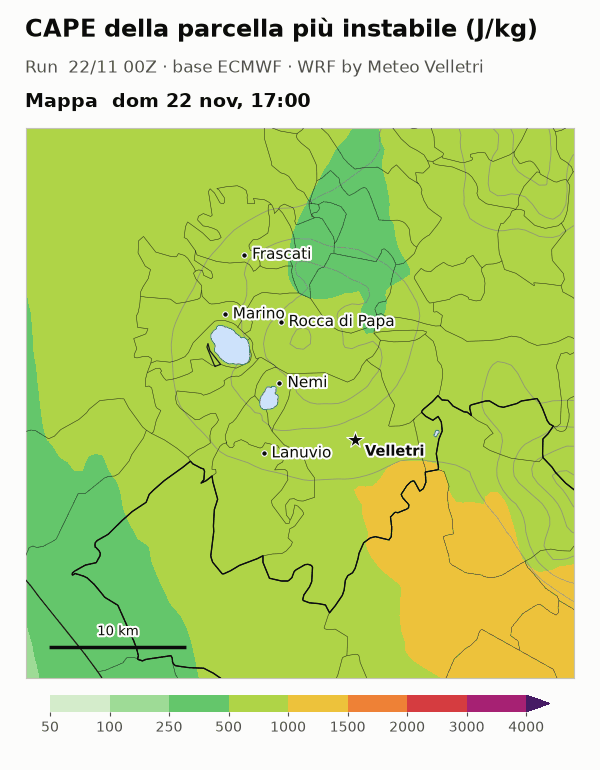 CAPE della parcella più instabile (J/kg)
Run  22/11 00Z · base ECMWF · WRF by Meteo Velletri
Mappa  dom 22 nov, 17:00
Frascati
Marino
Rocca di Papa
Nemi
Velletri
Lanuvio
10 km
50 100 250 500 1000 1500 2000 3000 4000